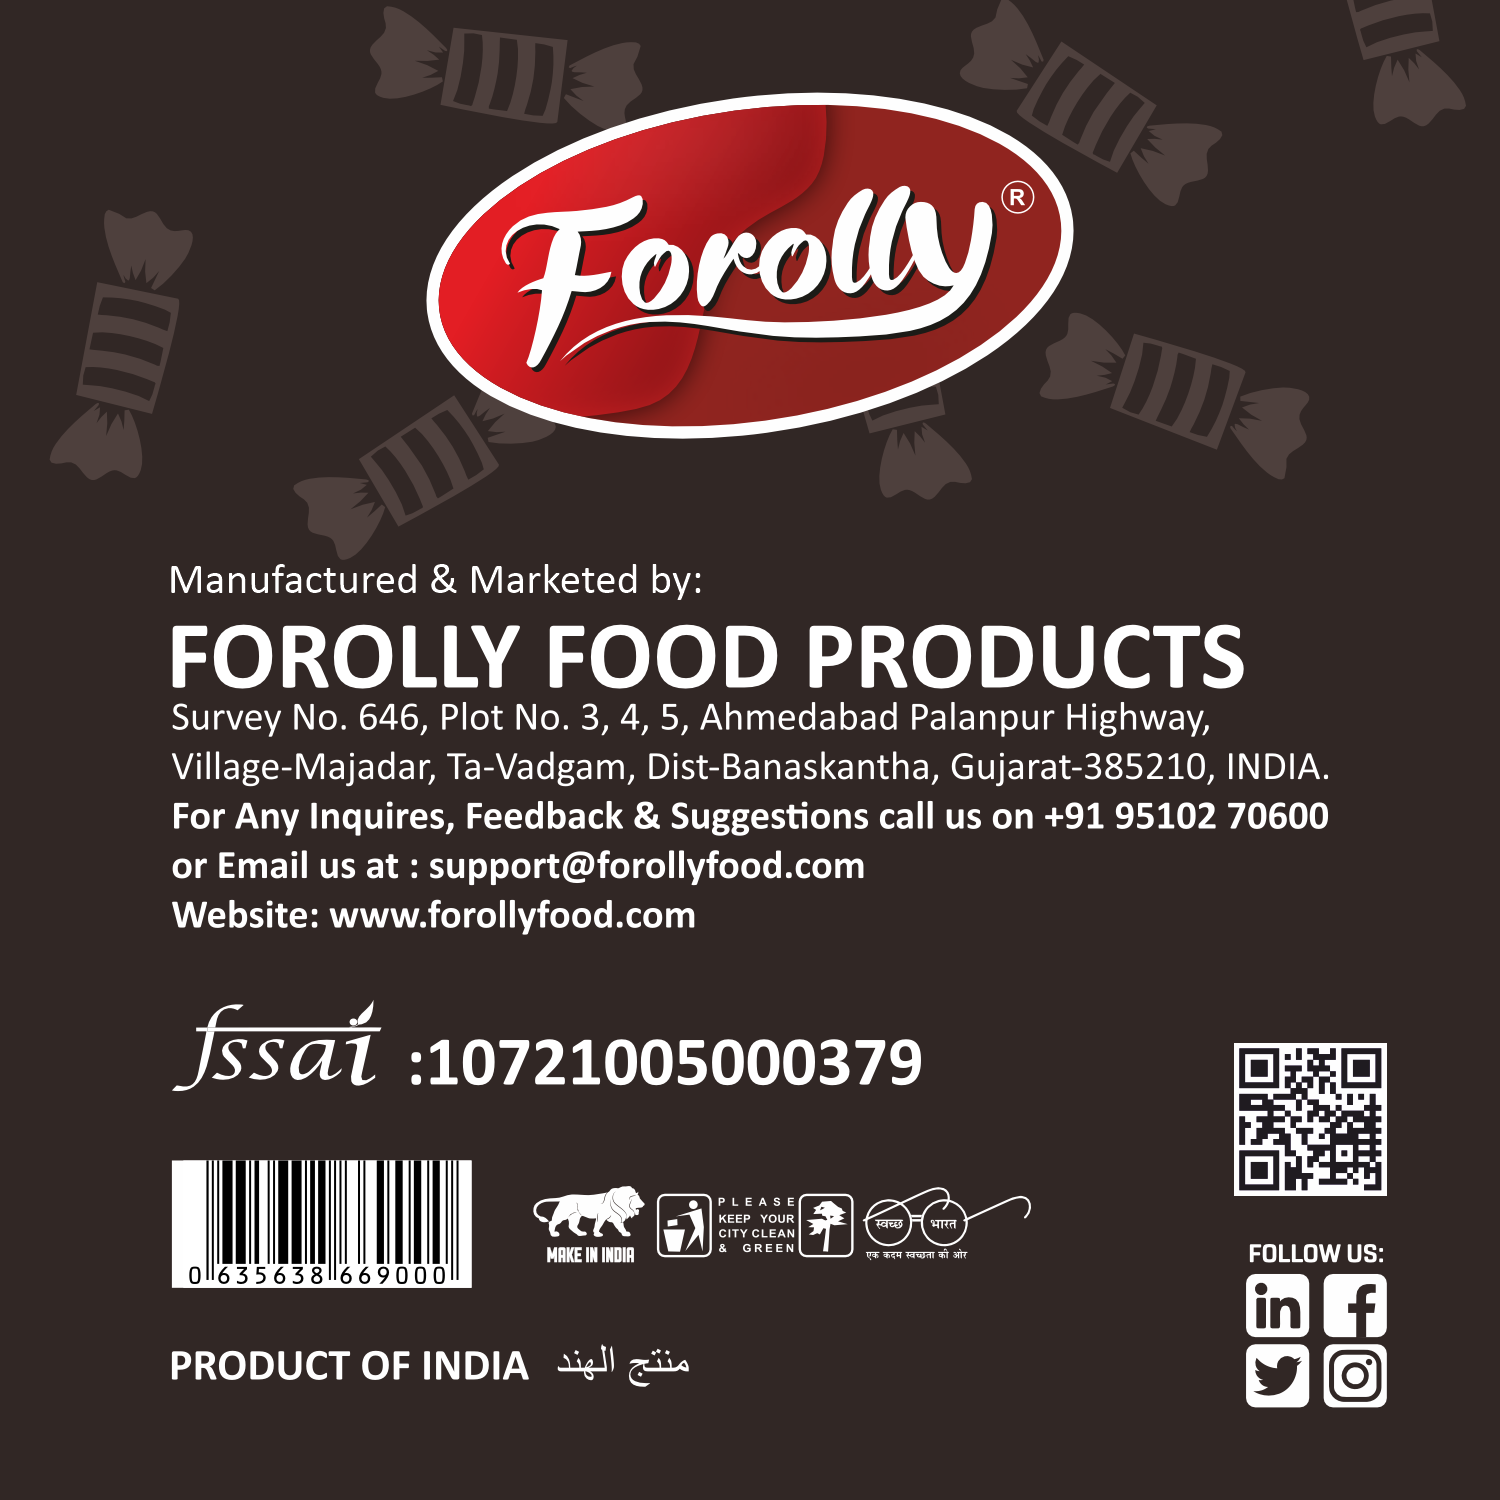 Forolly®
Manufactured & Marketed by:
FOROLLY FOOD PRODUCTS
Survey No. 646, Plot No. 3, 4, 5, Ahmedabad Palanpur Highway,
Village-Majadar, Ta-Vadgam, Dist-Banaskantha, Gujarat-385210, INDIA.
For Any Inquires, Feedback & Suggestions call us on +91 95102 70600
or Email us at : support@forollyfood.com
Website: www.forollyfood.com
fssai :10721005000379
0 635638 669000
MAKE IN INDIA
PLEASE
KEEP YOUR
CITY CLEAN
& GREEN
स्वच्छ भारत
एक कदम स्वच्छता की ओर
FOLLOW US:
in f
PRODUCT OF INDIA منتج الهند